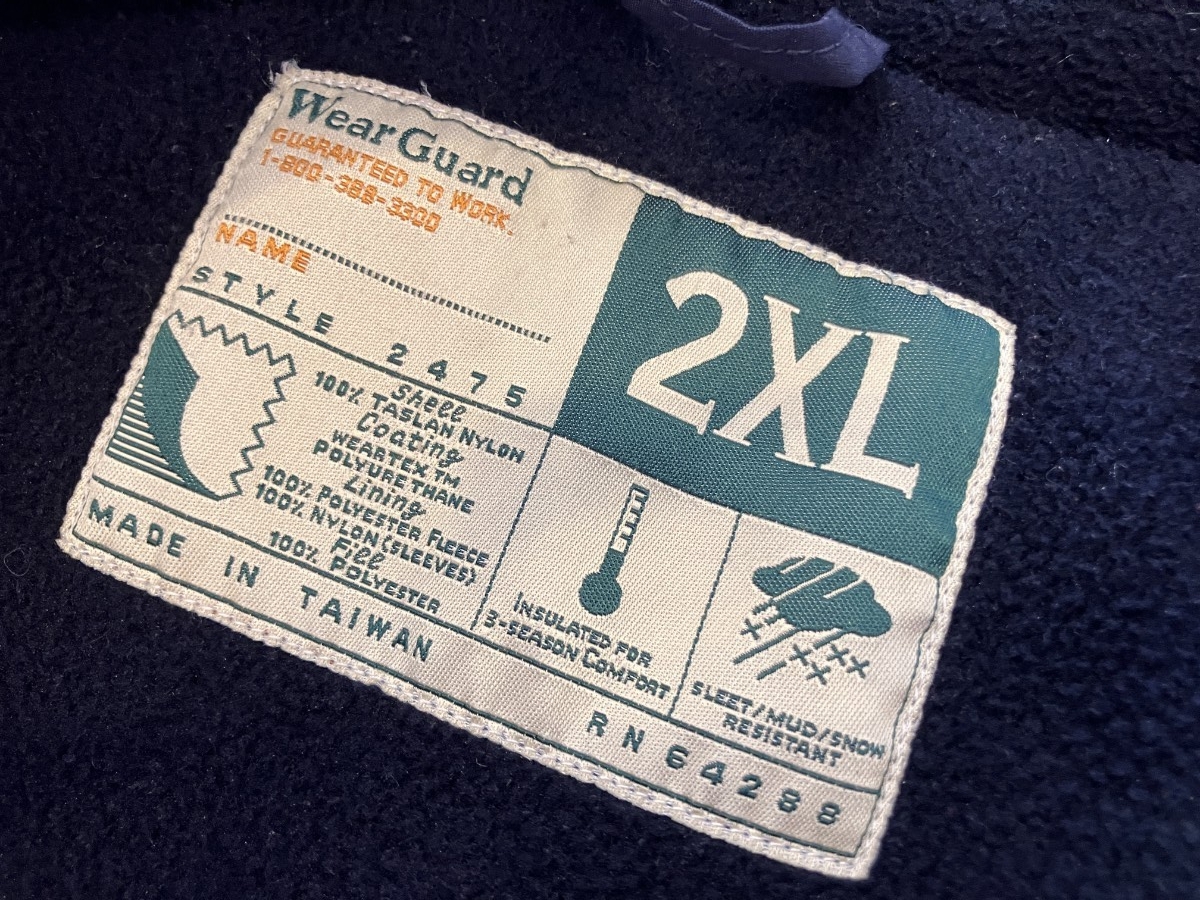 WearGuard
GUARANTEED TO WORK.
1-800-388-3300
NAME
STYLE 2475
2XL
Shell
100% TASLAN NYLON
Coating
WEARTEX™
POLYURETHANE
Lining
100% POLYESTER FLEECE
100% NYLON (SLEEVES)
Fill
100% POLYESTER
INSULATED FOR
3-SEASON COMFORT
SLEET/MUD/SNOW
RESISTANT
MADE IN TAIWAN
RN 64288